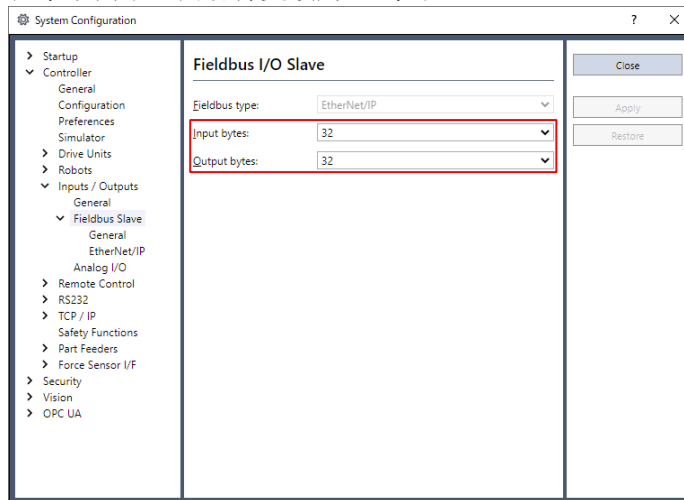 System Configuration
?
Startup
Controller
General
Configuration
Preferences
Simulator
Drive Units
Robots
Inputs / Outputs
General
Fieldbus Slave
General
EtherNet/IP
Analog I/O
Remote Control
RS232
TCP / IP
Safety Functions
Part Feeders
Force Sensor I/F
Security
Vision
OPC UA
Fieldbus I/O Slave
Fieldbus type:
EtherNet/IP
Input bytes:
32
Output bytes:
32
Close
Apply
Restore